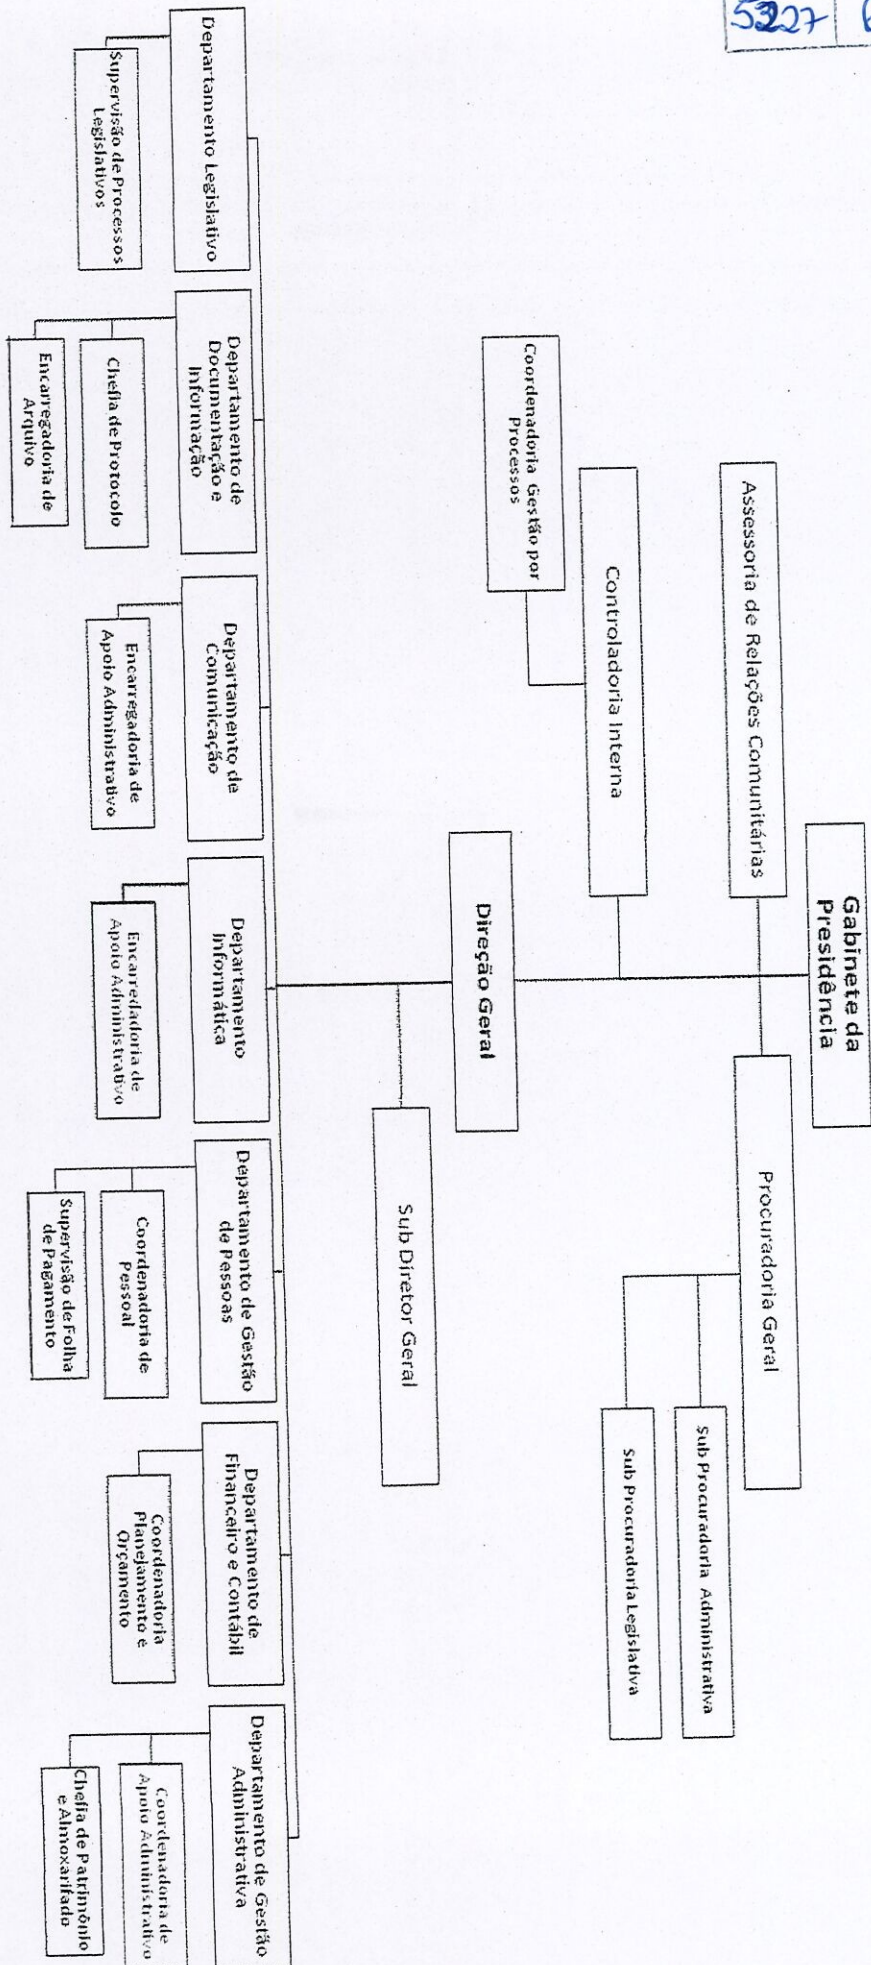 5327
Gabinete da
Presidência
Assessoria de Relações Comunitárias
Procuradoria Geral
Sub Procuradoria Administrativa
Sub Procuradoria Legislativa
Controladoria Interna
Coordenadoria Gestão por
Processos
Direção Geral
Sub Diretor Geral
Departamento Legislativo
Supervisão de Processos
Legislativos
Departamento de
Documentação e
Informação
Chefia de Protocolo
Encarregadoria de
Arquivo
Departamento de
Comunicação
Encarregadoria de
Apoio Administrativo
Departamento
Informática
Encarredadoria de
Apoio Administrativo
Departamento de Gestão
de Pessoas
Coordenadoria de
Pessoal
Supervisão de Folha
de Pagamento
Departamento de
Financeiro e Contábil
Coordenadoria
Planejamento e
Orçamento
Departamento de Gestão
Administrativa
Coordenadoria de
Apoio Administrativo
Chefia de Patrimônio
e Almoxarifado